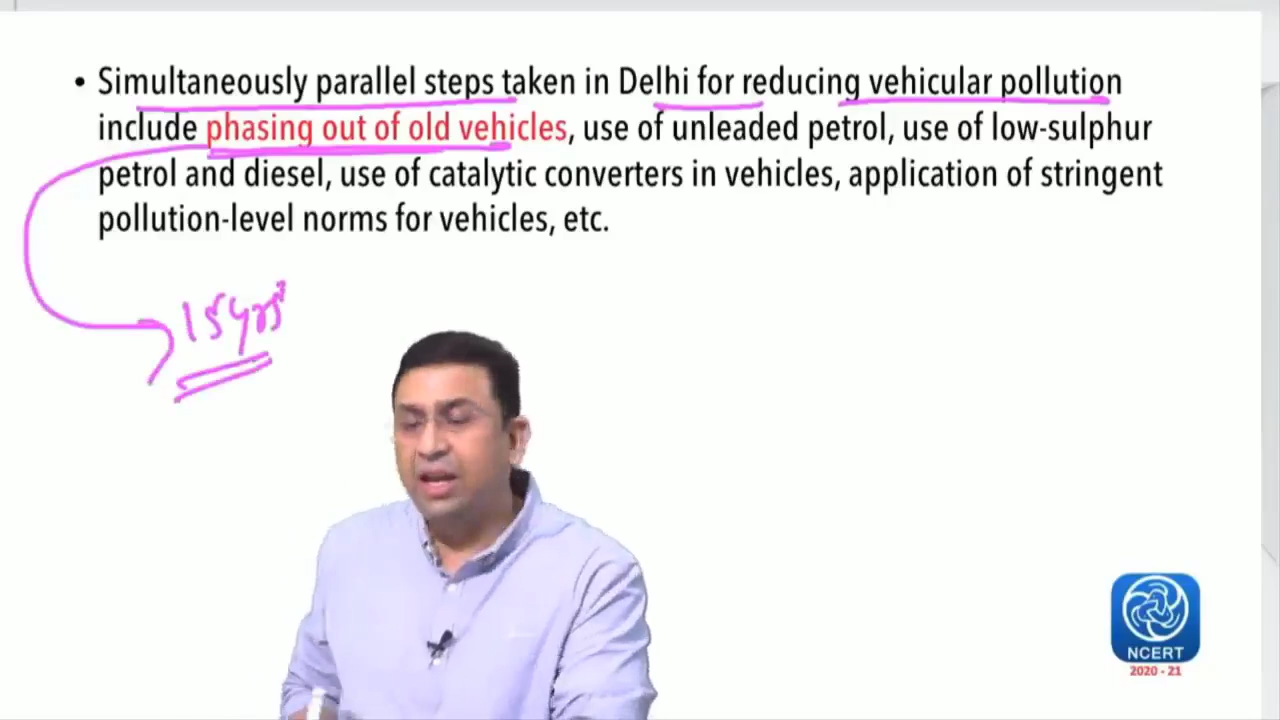 • Simultaneously parallel steps taken in Delhi for reducing vehicular pollution
include phasing out of old vehicles, use of unleaded petrol, use of low-sulphur
petrol and diesel, use of catalytic converters in vehicles, application of stringent
pollution-level norms for vehicles, etc.
15 yrs
NCERT
2020 - 21